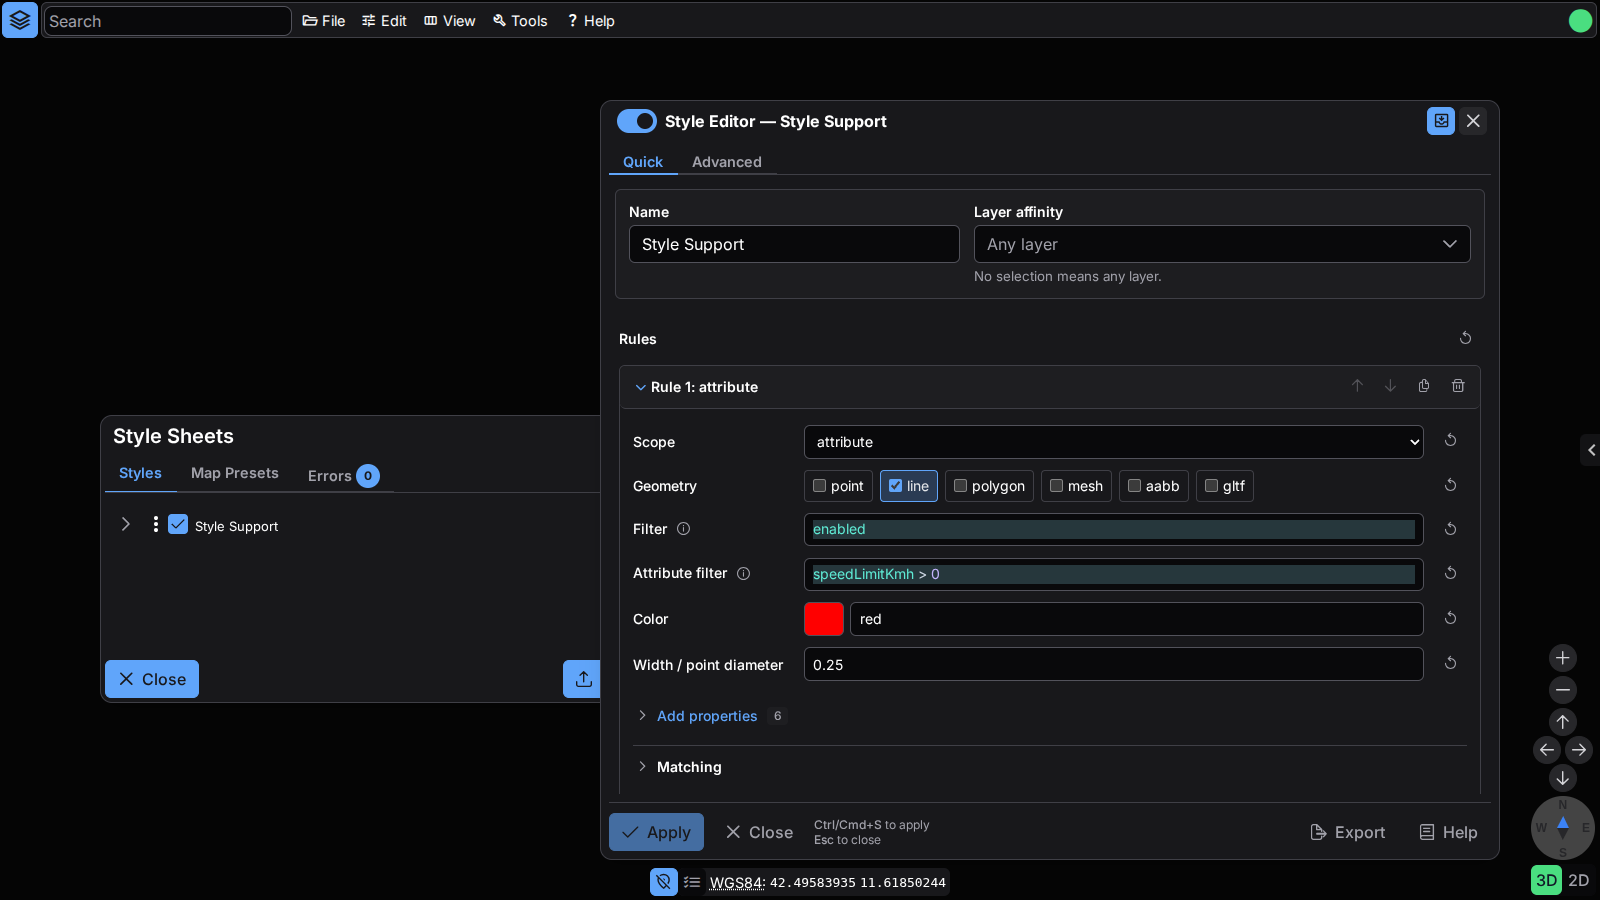 Search
File
Edit
View
Tools
? Help
Style Editor — Style Support
Quick
Advanced
Name
Layer affinity
Style Support
Any layer
No selection means any layer.
Rules
Rule 1: attribute
Scope
attribute
Geometry
point
line
polygon
mesh
aabb
gltf
Filter
enabled
Attribute filter
speedLimitKmh > 0
Color
red
Width / point diameter
0.25
Add properties
6
Matching
Apply
Close
Ctrl/Cmd+S to apply
Esc to close
Export
Help
Style Sheets
Styles
Map Presets
Errors
0
Style Support
Close
N
W
E
S
3D
2D
WGS84: 42.49583935 11.61850244